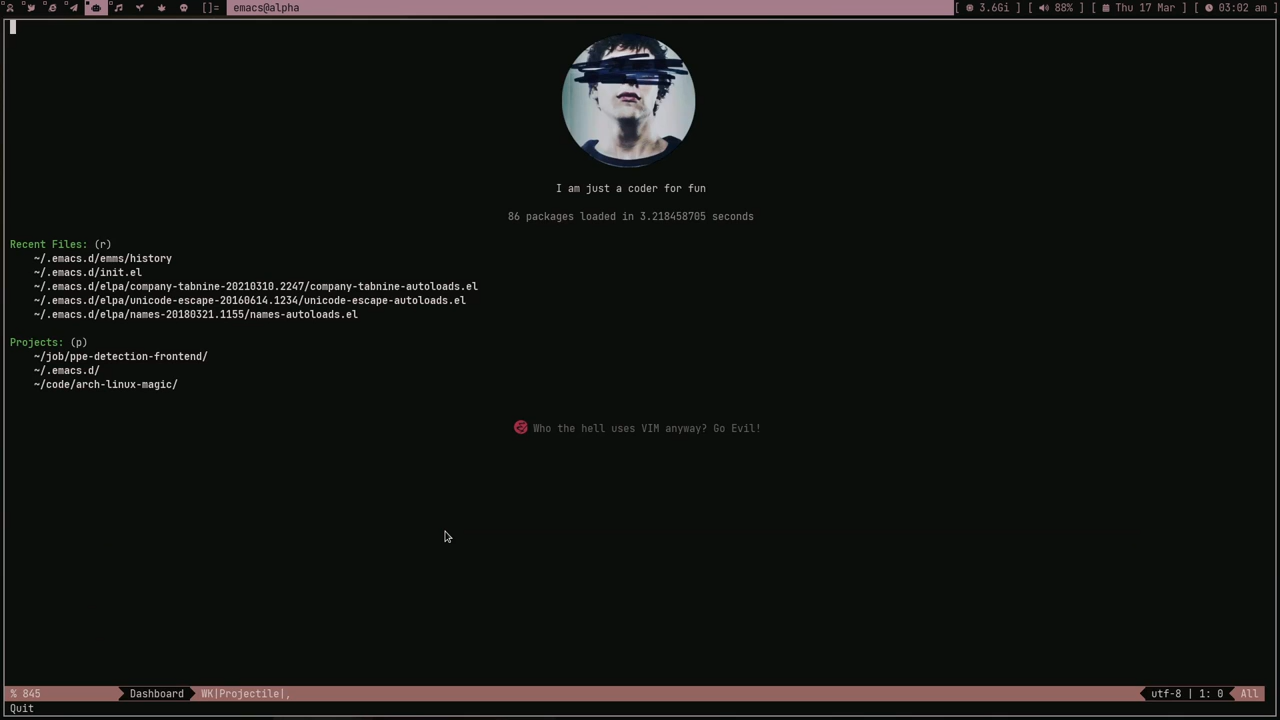 []= emacs@alpha [ 3.6Gi ] [ 88% ] [ Thu 17 Mar ] [ 03:02 am ]
I am just a coder for fun
86 packages loaded in 3.218458705 seconds
Recent Files: (r)
~/.emacs.d/emms/history
~/.emacs.d/init.el
~/.emacs.d/elpa/company-tabnine-20210310.2247/company-tabnine-autoloads.el
~/.emacs.d/elpa/unicode-escape-20160614.1234/unicode-escape-autoloads.el
~/.emacs.d/elpa/names-20180321.1155/names-autoloads.el
Projects: (p)
~/job/ppe-detection-frontend/
~/.emacs.d/
~/code/arch-linux-magic/
Who the hell uses VIM anyway? Go Evil!
% 845 Dashboard WK|Projectile|, utf-8 | 1: 0 All
Quit